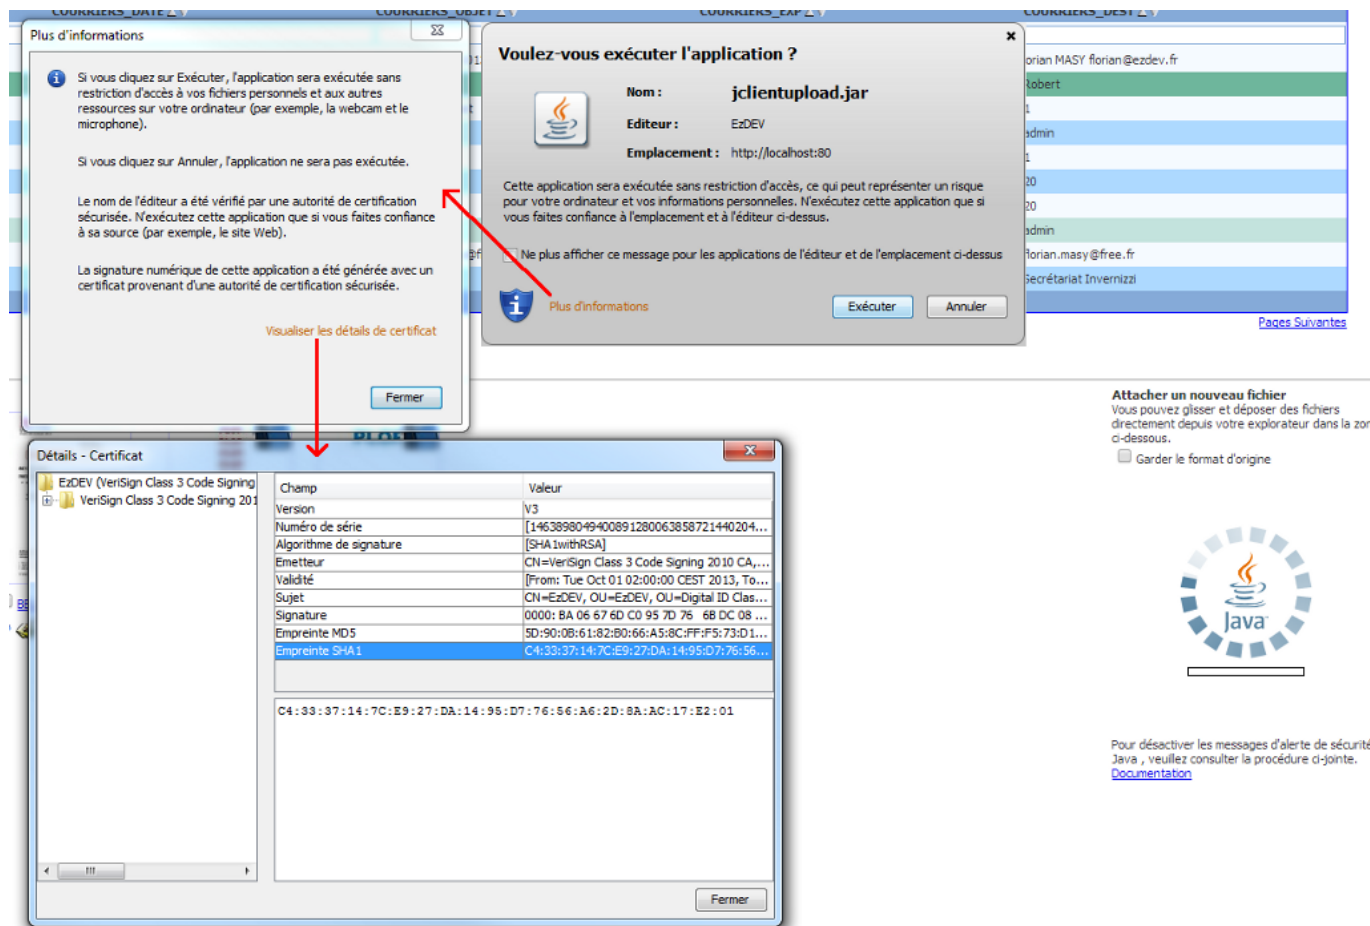 COURRIERS_DATE
COURRIERS_OBJET
COURRIERS_EXP
COURRIERS_DEST
Plus d'informations
Si vous cliquez sur Exécuter, l'application sera exécutée sans
restriction d'accès à vos fichiers personnels et aux autres
ressources sur votre ordinateur (par exemple, la webcam et le
microphone).
Si vous cliquez sur Annuler, l'application ne sera pas exécutée.
Le nom de l'éditeur a été vérifié par une autorité de certification
sécurisée. N'exécutez cette application que si vous faites confiance
à sa source (par exemple, le site Web).
La signature numérique de cette application a été générée avec un
certificat provenant d'une autorité de certification sécurisée.
Visualiser les détails de certificat
Fermer
Voulez-vous exécuter l'application ?
Nom : jclientupload.jar
Editeur : EzDEV
Emplacement : http://localhost:80
Cette application sera exécutée sans restriction d'accès, ce qui peut représenter un risque
pour votre ordinateur et vos informations personnelles. N'exécutez cette application que si
vous faites confiance à l'emplacement et à l'éditeur ci-dessus.
Ne plus afficher ce message pour les applications de l'éditeur et de l'emplacement ci-dessus
Plus d'informations
Exécuter
Annuler
orian MASY florian@ezdev.fr
Robert
1
admin
1
20
20
admin
florian.masy@free.fr
Secrétariat Invernizzi
Pages Suivantes
Attacher un nouveau fichier
Vous pouvez glisser et déposer des fichiers
directement depuis votre explorateur dans la zon
ci-dessous.
Garder le format d'origine
Java
Pour désactiver les messages d'alerte de sécurité
Java , veuillez consulter la procédure ci-jointe.
Documentation
Détails - Certificat
EzDEV (VeriSign Class 3 Code Signing
VeriSign Class 3 Code Signing 201
Champ Valeur
Version V3
Numéro de série [1463898049400891280063858721440204...
Algorithme de signature [SHA1withRSA]
Emetteur CN=VeriSign Class 3 Code Signing 2010 CA,...
Validité [From: Tue Oct 01 02:00:00 CEST 2013, To...
Sujet CN=EzDEV, OU=EzDEV, OU=Digital ID Clas...
Signature 0000: BA 06 67 6D C0 95 7D 76 6B DC 08 ...
Empreinte MD5 5D:90:0B:61:82:B0:66:A5:8C:FF:F5:73:D1...
Empreinte SHA1 C4:33:37:14:7C:E9:27:DA:14:95:D7:76:56...
C4:33:37:14:7C:E9:27:DA:14:95:D7:76:56:A6:2D:8A:AC:17:E2:01
Fermer